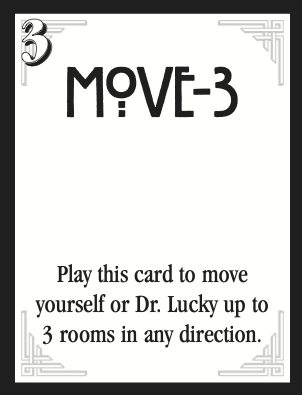 3
MOVE-3
Play this card to move
yourself or Dr. Lucky up to
3 rooms in any direction.